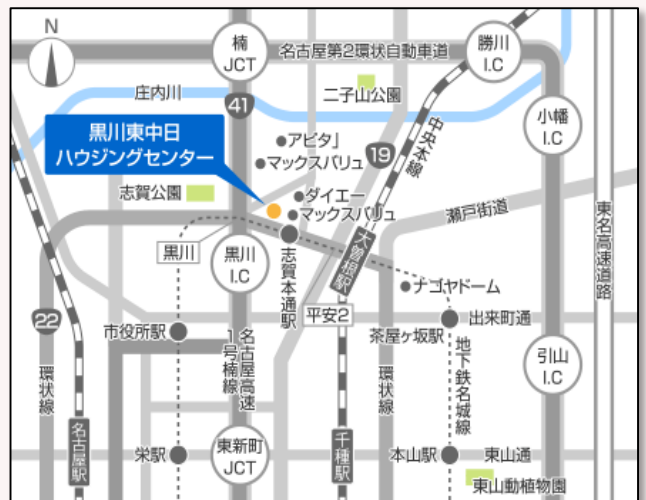 N
楠
JCT
名古屋第2環状自動車道
勝川
I.C
庄内川
41
二子山公園
小幡
I.C
黒川東中日
ハウジングセンター
アピタ」
マックスバリュ
19
中央本線
志賀公園
ダイエー
マックスバリュ
瀬戸街道
東名高速道路
黒川
黒川
I.C
志賀本通駅
大曽根駅
ナゴヤドーム
22
平安2
市役所駅
茶屋ヶ坂駅
出来町通
環状線
名古屋高速
1号楠線
環状線
地下鉄名城線
引山
I.C
名古屋駅
栄駅
東新町
JCT
千種駅
本山駅
東山通
東山動植物園